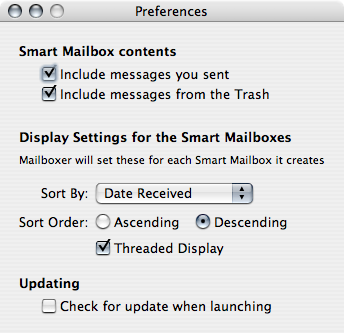 Preferences
Smart Mailbox contents
Include messages you sent
Include messages from the Trash
Display Settings for the Smart Mailboxes
Mailboxer will set these for each Smart Mailbox it creates
Sort By: Date Received
Sort Order: Ascending Descending
Threaded Display
Updating
Check for update when launching